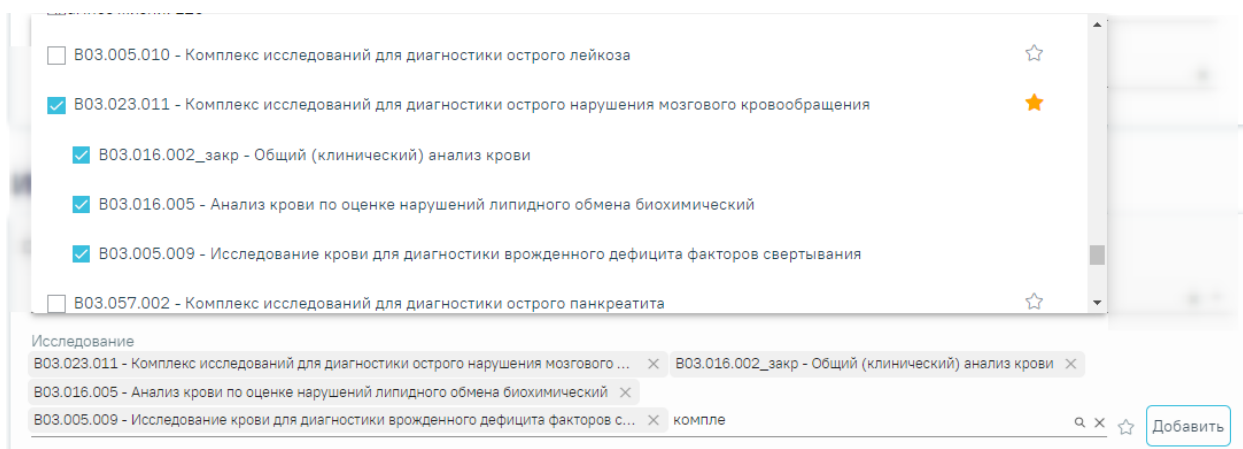 B03.005.010 - Комплекс исследований для диагностики острого лейкоза
B03.023.011 - Комплекс исследований для диагностики острого нарушения мозгового кровообращения
B03.016.002_закр - Общий (клинический) анализ крови
B03.016.005 - Анализ крови по оценке нарушений липидного обмена биохимический
B03.005.009 - Исследование крови для диагностики врожденного дефицита факторов свертывания
B03.057.002 - Комплекс исследований для диагностики острого панкреатита
Исследование
B03.023.011 - Комплекс исследований для диагностики острого нарушения мозгового ... B03.016.002_закр - Общий (клинический) анализ крови
B03.016.005 - Анализ крови по оценке нарушений липидного обмена биохимический
B03.005.009 - Исследование крови для диагностики врожденного дефицита факторов с... компле Добавить